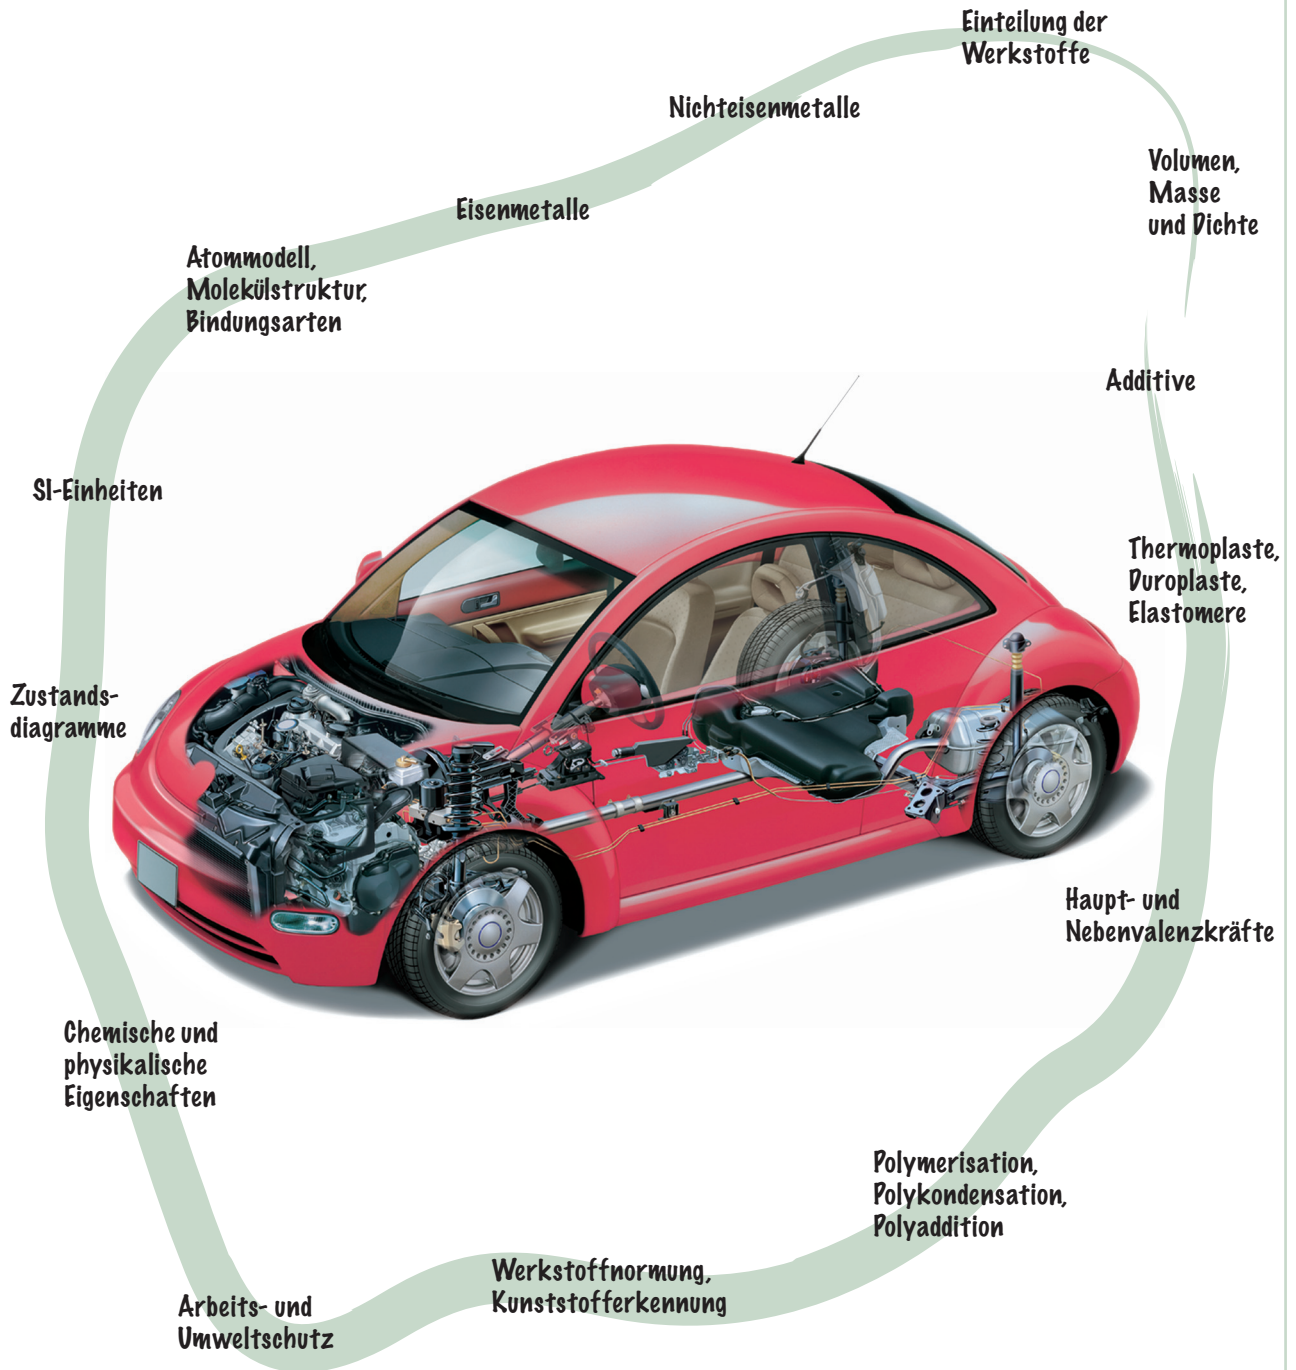 Einteilung der
Werkstoffe
Nichteisenmetalle
Volumen,
Masse
und Dichte
Eisenmetalle
Atommodell,
Molekülstruktur,
Bindungsarten
Additive
SI-Einheiten
Thermoplaste,
Duroplaste,
Elastomere
Zustands-
diagramme
Haupt- und
Nebenvalenzkräfte
Chemische und
physikalische
Eigenschaften
Polymerisation,
Polykondensation,
Polyaddition
Werkstoffnormung,
Kunststofferkennung
Arbeits- und
Umweltschutz